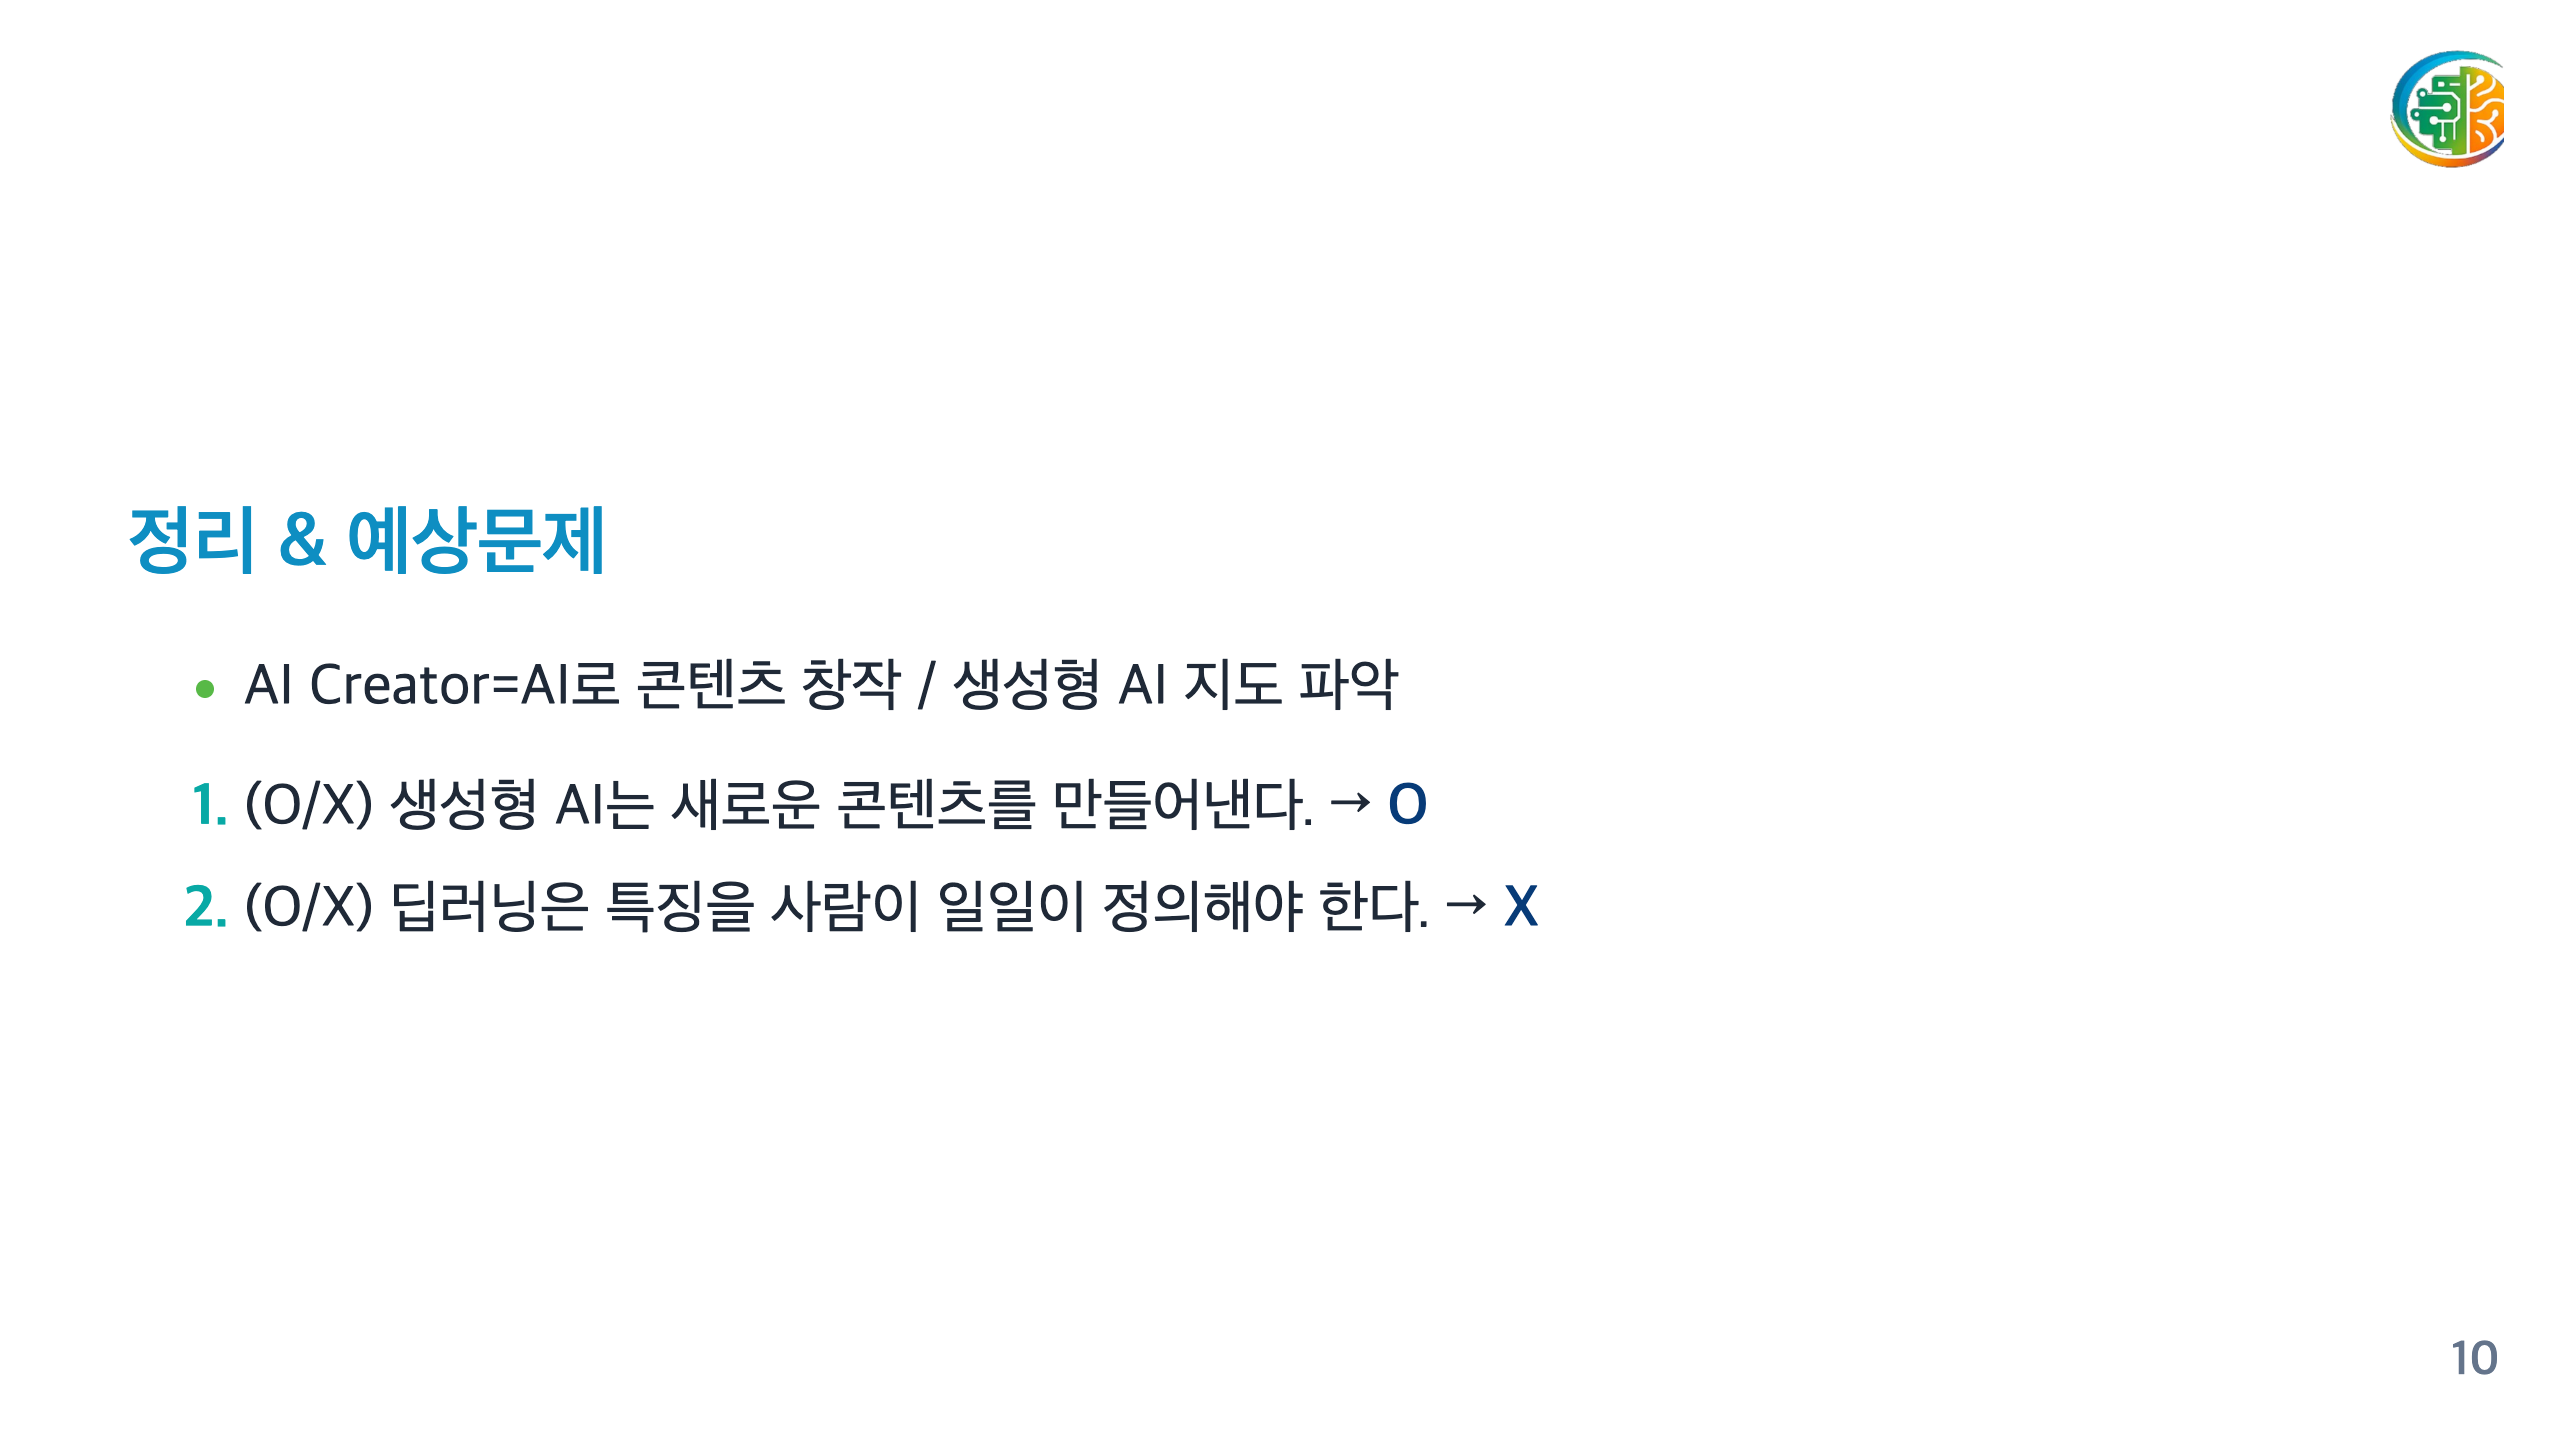 정리 & 예상문제
• AI Creator=AI로 콘텐츠 창작 / 생성형 AI 지도 파악
1. (O/X) 생성형 AI는 새로운 콘텐츠를 만들어낸다. → O
2. (O/X) 딥러닝은 특징을 사람이 일일이 정의해야 한다. → X
10